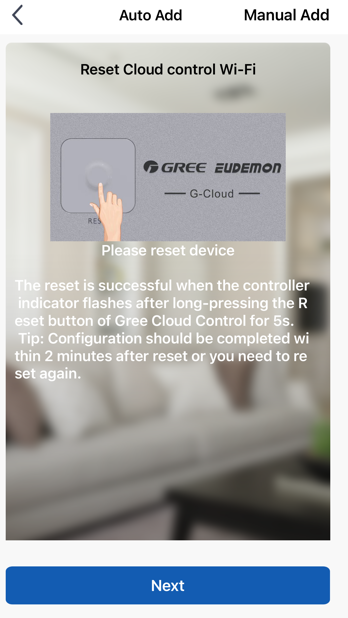 Auto Add
Manual Add
Reset Cloud control Wi-Fi
GREE EUDEMON
G-Cloud
RES
Please reset device
The reset is successful when the controller
indicator flashes after long-pressing the R
eset button of Gree Cloud Control for 5s.
Tip: Configuration should be completed wi
thin 2 minutes after reset or you need to re
set again.
Next